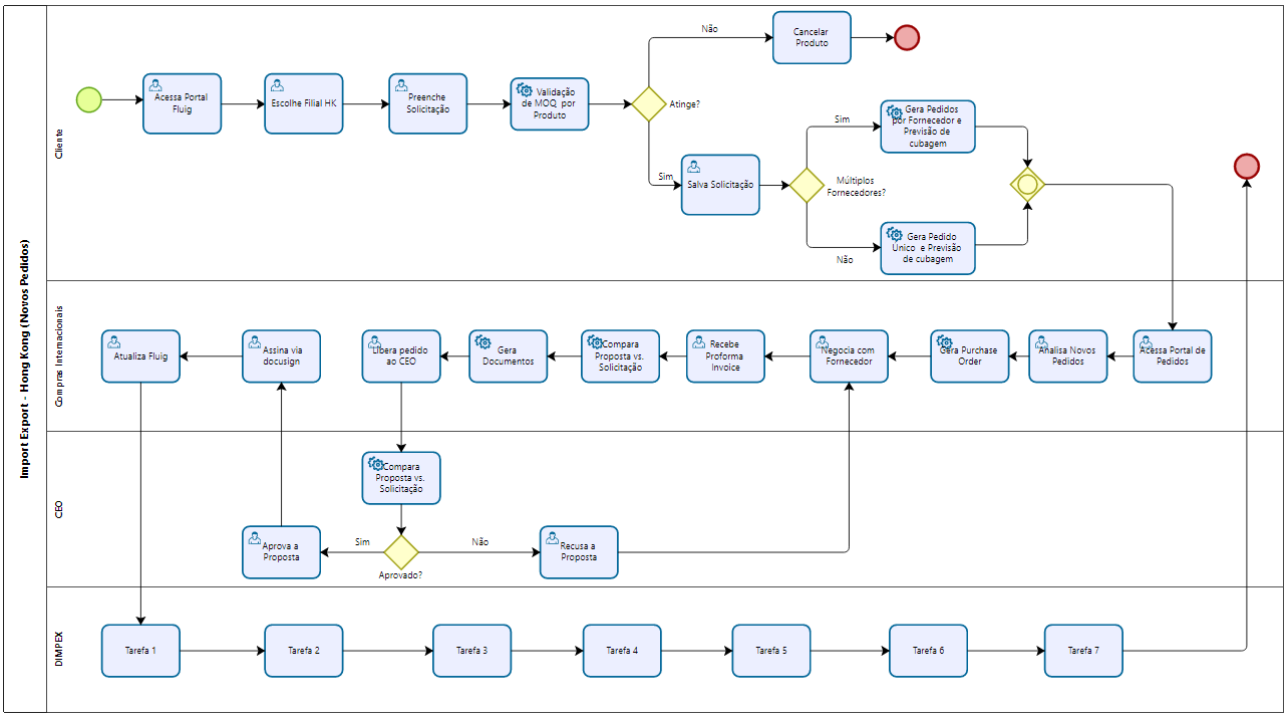 Import Export - Hong Kong (Novos Pedidos)
Cliente
Acessa Portal
Fluig
Escolhe Filial HK
Preenche
Solicitação
Validação
de MOQ por
Produto
Atinge?
Não
Cancelar
Produto
Sim
Salva Solicitação
Múltiplos
Fornecedores?
Sim
Gera Pedidos
por Fornecedor e
Previsão de
cubagem
Não
Gera Pedido
Unico e Previsão
de cubagem
Compras Internacionais
Atualiza Fluig
Assina via
docusign
Libera pedido
ao CEO
Gera
Documentos
Compara
Proposta vs.
Solicitação
Recebe
Proforma
Invoice
Negocia com
Fornecedor
Gera Purchase
Order
Analisa Novos
Pedidos
Acessa Portal de
Pedidos
CEO
Compara
Proposta vs.
Solicitação
Aprova a
Proposta
Sim
Aprovado?
Não
Recusa a
Proposta
DIMPEX
Tarefa 1
Tarefa 2
Tarefa 3
Tarefa 4
Tarefa 5
Tarefa 6
Tarefa 7